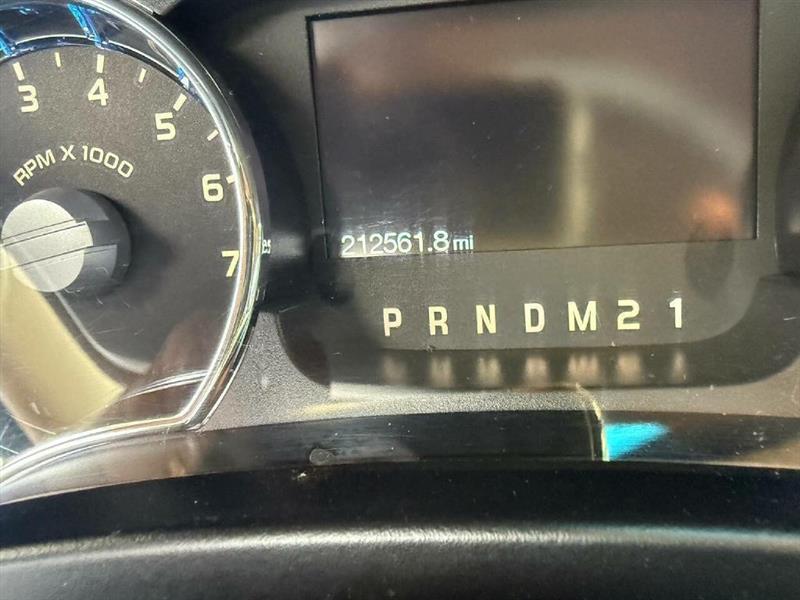 3 4 5 6 7
RPM X 1000
212561.8 mi
P R N D M 2 1